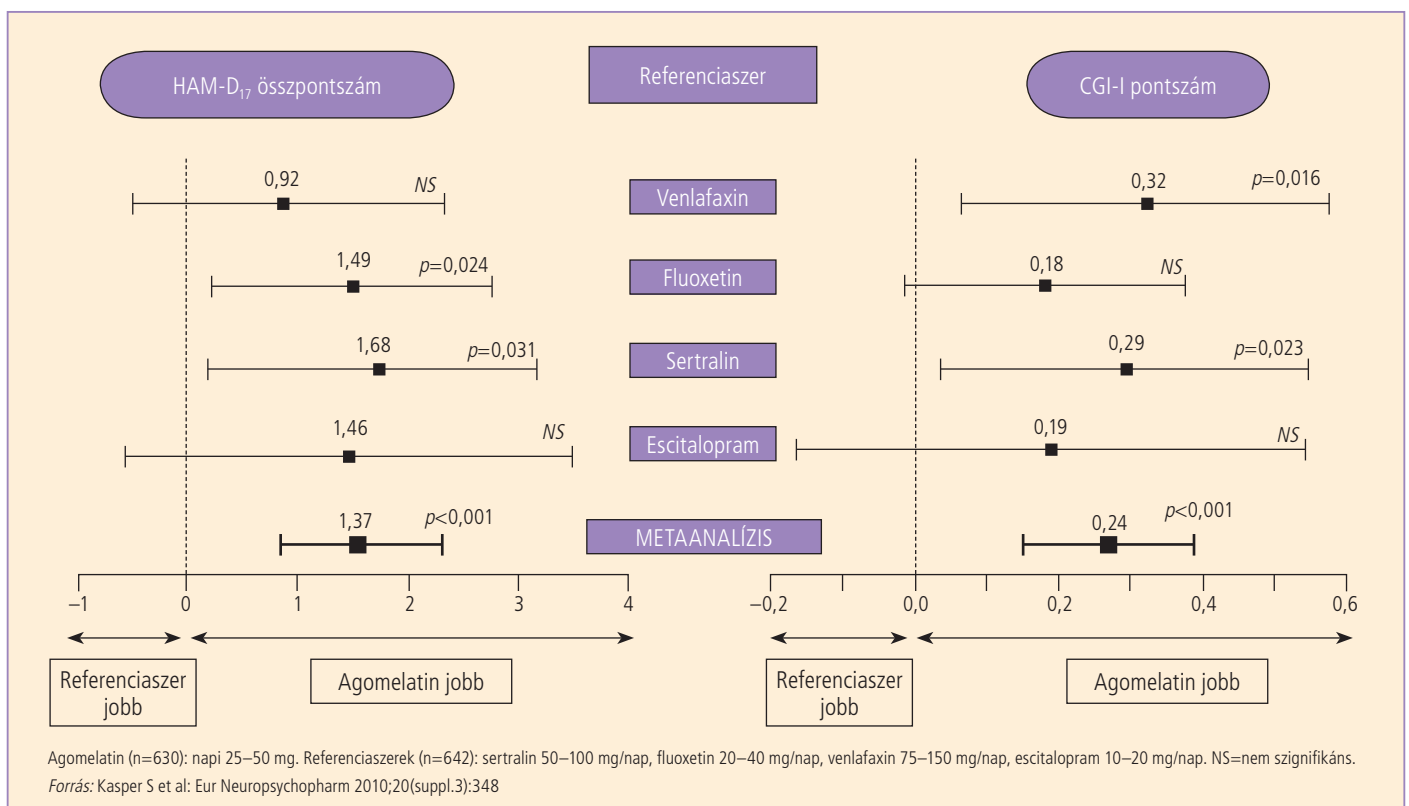 HAM-D₁₇ összpontszám
Referenciaszer
CGI-I pontszám
0,92 NS
Venlafaxin
0,32 p=0,016
1,49 p=0,024
Fluoxetin
0,18 NS
1,68 p=0,031
Sertralin
0,29 p=0,023
1,46 NS
Escitalopram
0,19 NS
1,37 p<0,001
METAANALÍZIS
0,24 p<0,001
–1 0 1 2 3 4
–0,2 0,0 0,2 0,4 0,6
Referenciaszer
jobb
Agomelatin jobb
Referenciaszer
jobb
Agomelatin jobb
Agomelatin (n=630): napi 25–50 mg. Referenciaszerek (n=642): sertralin 50–100 mg/nap, fluoxetin 20–40 mg/nap, venlafaxin 75–150 mg/nap, escitalopram 10–20 mg/nap. NS=nem szignifikáns.
Forrás: Kasper S et al: Eur Neuropsychopharm 2010;20(suppl.3):348